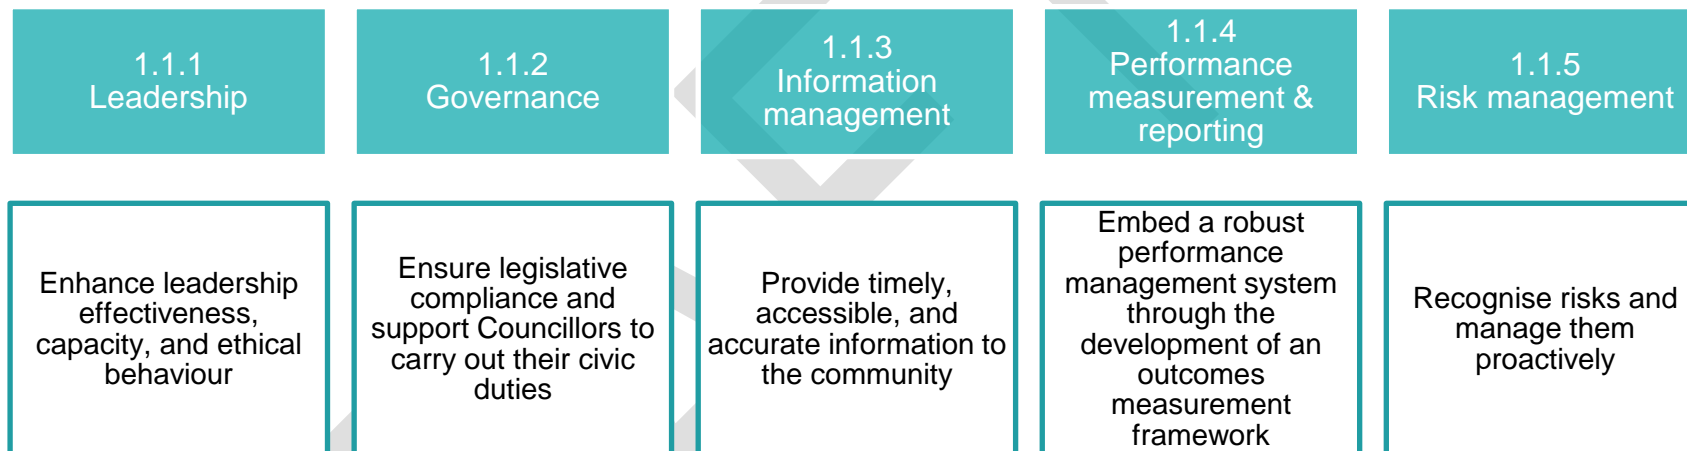 1.1.1
Leadership
1.1.2
Governance
1.1.3
Information
management
1.1.4
Performance
measurement &
reporting
1.1.5
Risk management
Enhance leadership
effectiveness,
capacity, and ethical
behaviour
Ensure legislative
compliance and
support Councillors to
carry out their civic
duties
Provide timely,
accessible, and
accurate information to
the community
Embed a robust
performance
management system
through the
development of an
outcomes
measurement
framework
Recognise risks and
manage them
proactively